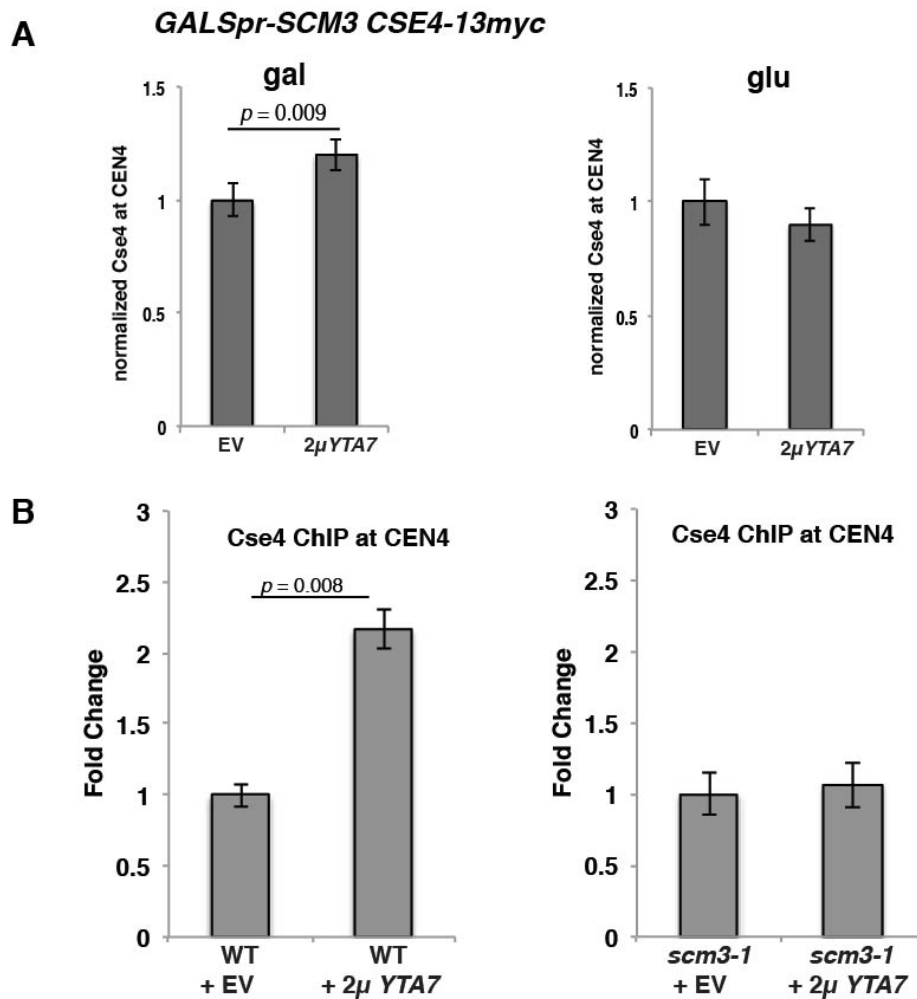 A
GALSpr-SCM3 CSE4-13myc
gal
1.5
p = 0.009
1
0.5
0
normalized Cse4 at CEN4
EV
2μYTA7
glu
1.5
1
0.5
0
normalized Cse4 at CEN4
EV
2μYTA7
B
3
Cse4 ChIP at CEN4
2.5
p = 0.008
2
1.5
1
0.5
0
Fold Change
WT
+ EV
WT
+ 2μ YTA7
3
Cse4 ChIP at CEN4
2.5
2
1.5
1
0.5
0
Fold Change
scm3-1
+ EV
scm3-1
+ 2μ YTA7